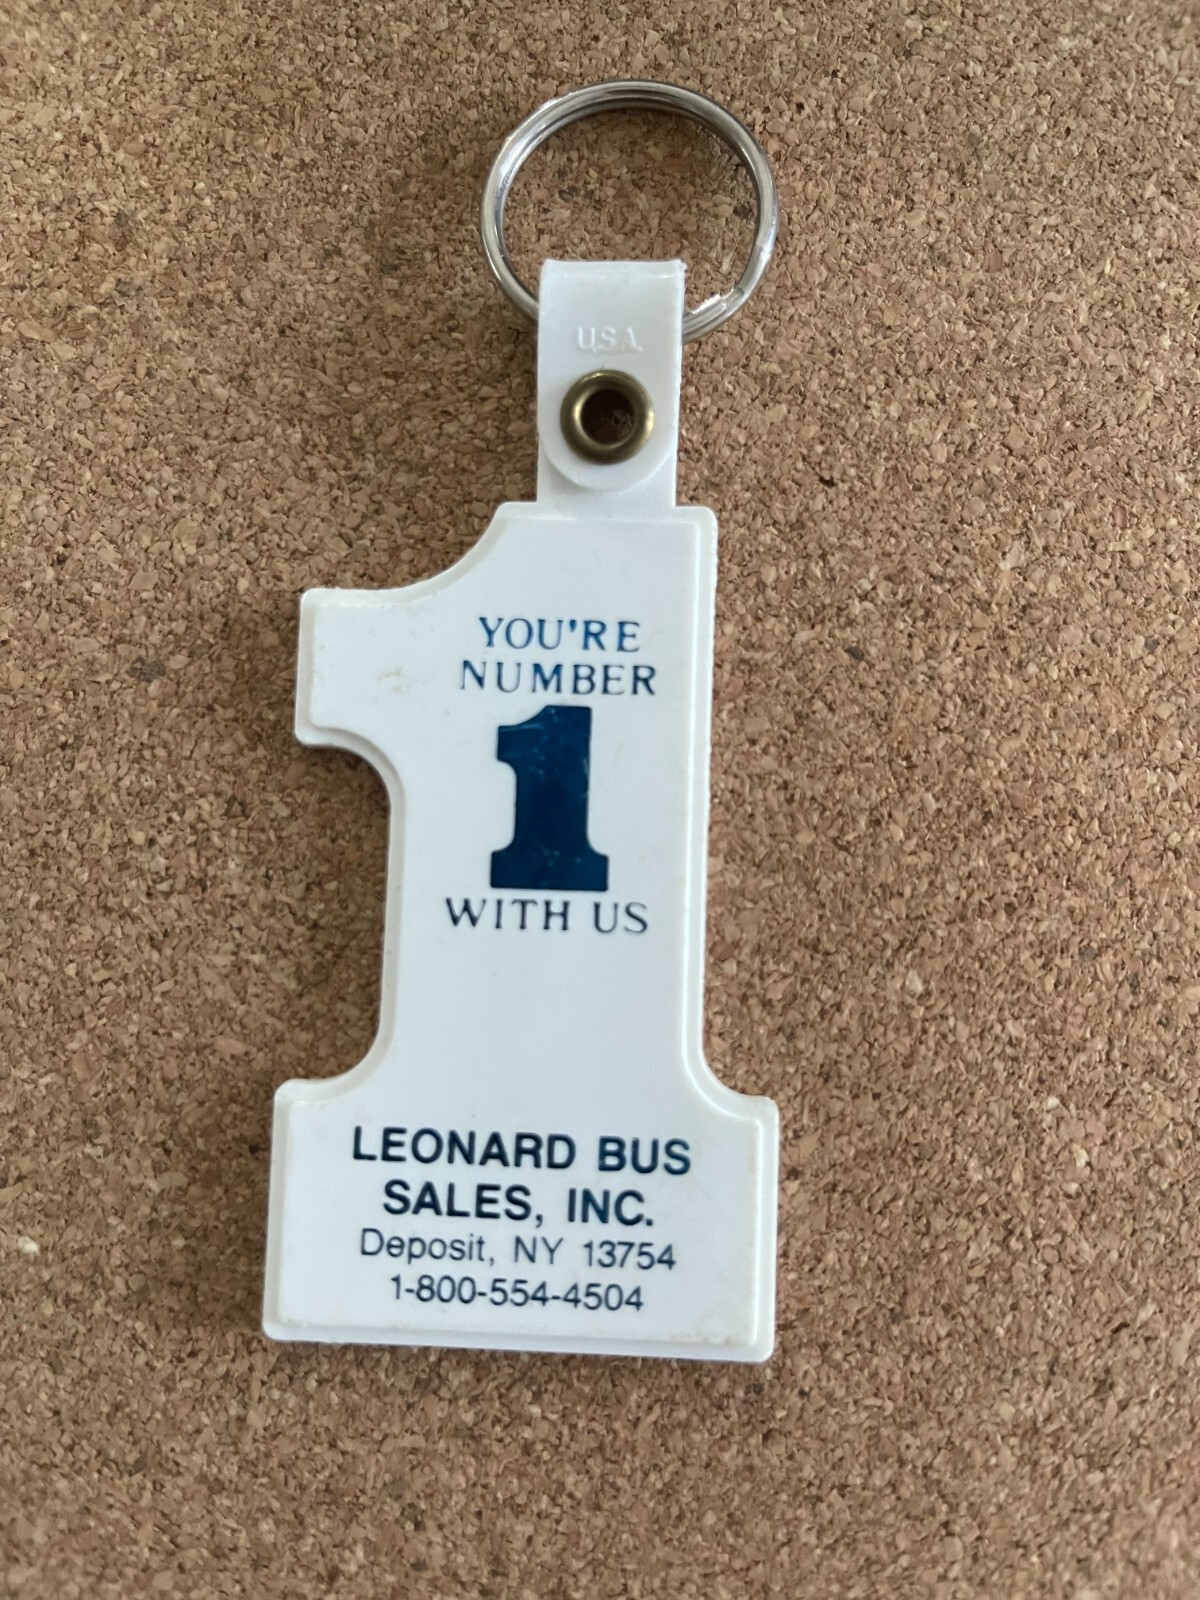 U.S.A.
YOU'RE
NUMBER
1
WITH US
LEONARD BUS
SALES, INC.
Deposit, NY 13754
1-800-554-4504